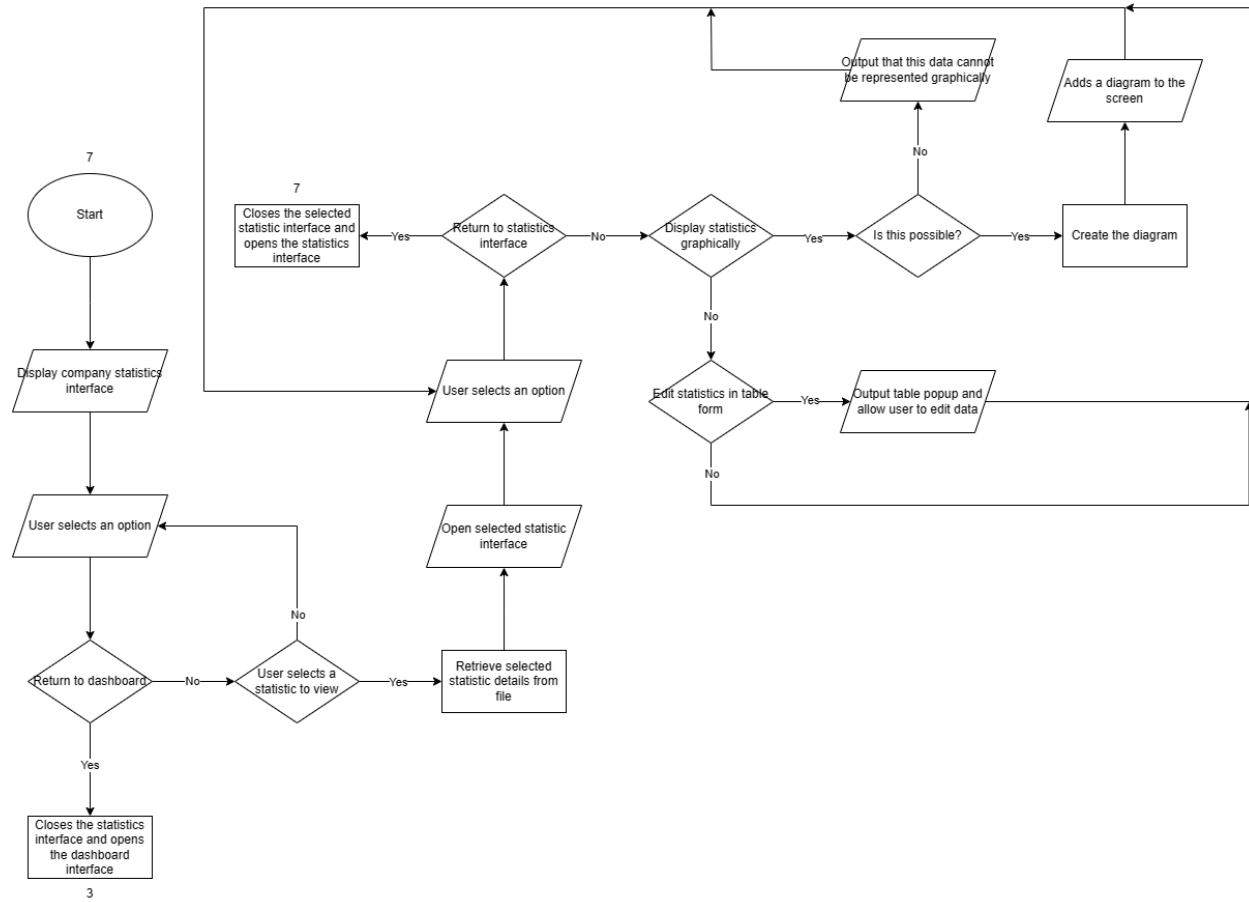 7
Start
Display company statistics
interface
User selects an option
Return to dashboard
Yes
Closes the statistics
interface and opens
the dashboard
interface
3
No
User selects a
statistic to view
No
Yes
Retrieve selected
statistic details from
file
Open selected statistic
interface
User selects an option
Return to statistics
interface
Yes
7
Closes the selected
statistic interface and
opens the statistics
interface
No
Display statistics
graphically
Yes
Is this possible?
No
Output that this data cannot
be represented graphically
Yes
Create the diagram
Adds a diagram to the
screen
No
Edit statistics in table
form
Yes
Output table popup and
allow user to edit data
No